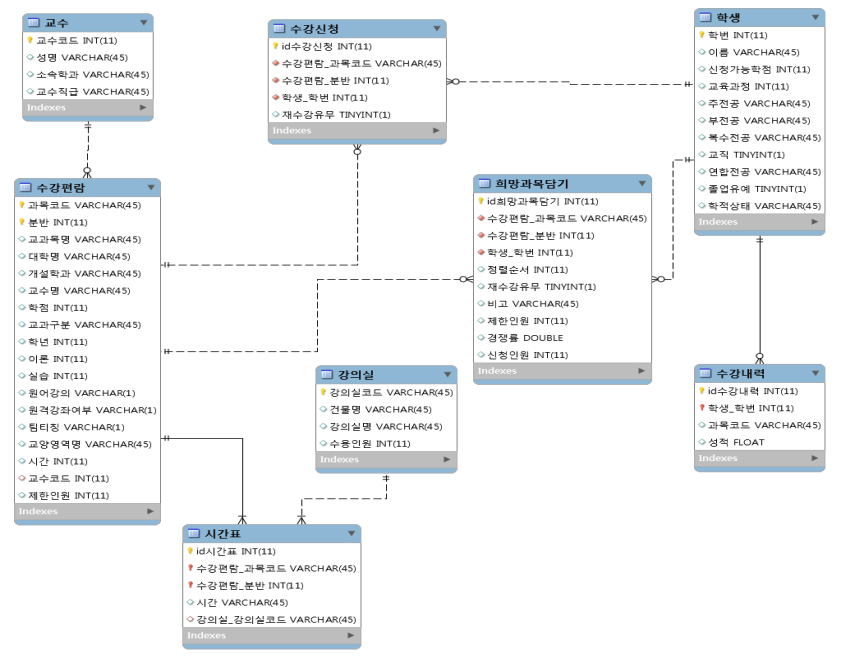 교수
교수코드 INT(11)
성명 VARCHAR(45)
소속학과 VARCHAR(45)
교수직급 VARCHAR(45)
Indexes
수강신청
id수강신청 INT(11)
수강편람_과목코드 VARCHAR(45)
수강편람_분반 INT(11)
학생_학번 INT(11)
재수강유무 TINYINT(1)
Indexes
학생
학번 INT(11)
이름 VARCHAR(45)
신청가능학점 INT(11)
교육과정 INT(11)
주전공 VARCHAR(45)
부전공 VARCHAR(45)
복수전공 VARCHAR(45)
교직 TINYINT(1)
연합전공 VARCHAR(45)
졸업유예 TINYINT(1)
학적상태 VARCHAR(45)
Indexes
수강편람
과목코드 VARCHAR(45)
분반 INT(11)
교과목명 VARCHAR(45)
대학명 VARCHAR(45)
개설학과 VARCHAR(45)
교수명 VARCHAR(45)
학점 INT(11)
교과구분 VARCHAR(45)
학년 INT(11)
이론 INT(11)
실습 INT(11)
원어강의 VARCHAR(1)
원격강좌여부 VARCHAR(1)
팀티칭 VARCHAR(1)
교양영역명 VARCHAR(45)
시간 INT(11)
교수코드 INT(11)
제한인원 INT(11)
Indexes
희망과목담기
id희망과목담기 INT(11)
수강편람_과목코드 VARCHAR(45)
수강편람_분반 INT(11)
학생_학번 INT(11)
정렬순서 INT(11)
재수강유무 TINYINT(1)
비고 VARCHAR(45)
제한인원 INT(11)
경쟁률 DOUBLE
신청인원 INT(11)
Indexes
강의실
강의실코드 VARCHAR(45)
건물명 VARCHAR(45)
강의실명 VARCHAR(45)
수용인원 INT(11)
Indexes
수강내력
id수강내력 INT(11)
학생_학번 INT(11)
과목코드 VARCHAR(45)
성적 FLOAT
Indexes
시간표
id시간표 INT(11)
수강편람_과목코드 VARCHAR(45)
수강편람_분반 INT(11)
시간 VARCHAR(45)
강의실_강의실코드 VARCHAR(45)
Indexes